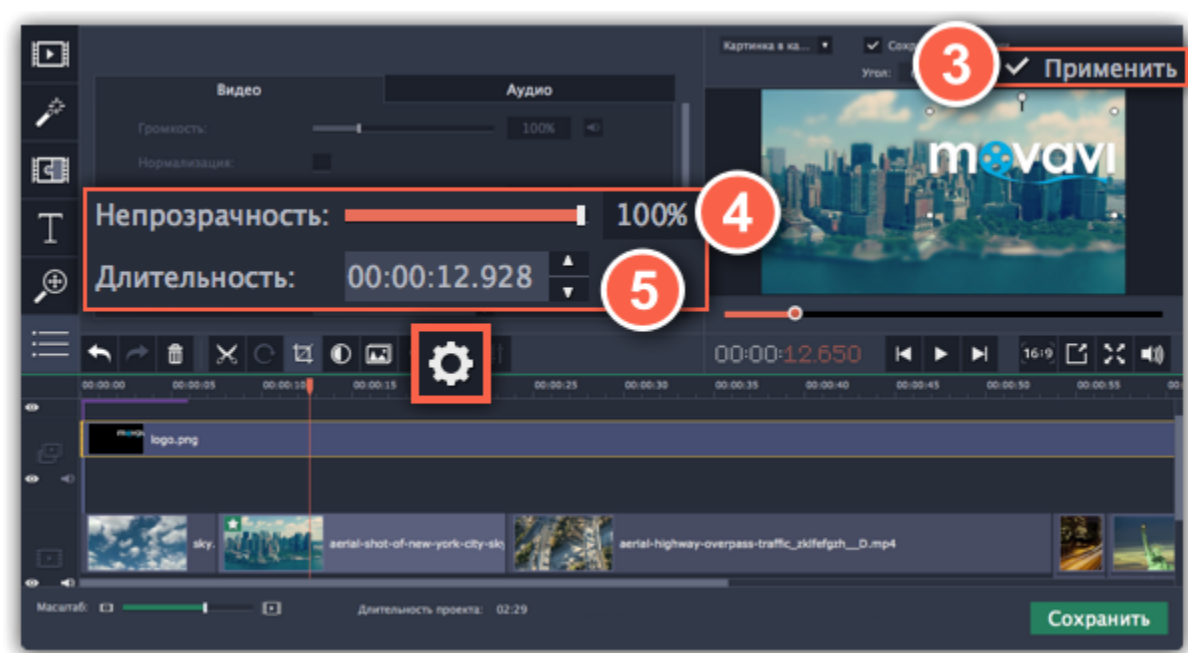 Картинка в ка...
3
✓ Применить
Угол:
Видео
Аудио
Громкость:
100%
Нормализация:
movavi
Непрозрачность:
100%
4
Длительность:
00:00:12.928
5
T
00:00:12.650
16:9
00:00:00 00:00:05 00:00:10 00:00:15 00:00:25 00:00:30 00:00:35 00:00:40 00:00:45 00:00:50 00:00:55
movavi
logo.png
sky.
aerial-shot-of-new-york-city-sky
aerial-highway-overpass-traffic_zklfefgzh__D.mp4
Масштаб:
Длительность проекта: 02:29
Сохранить